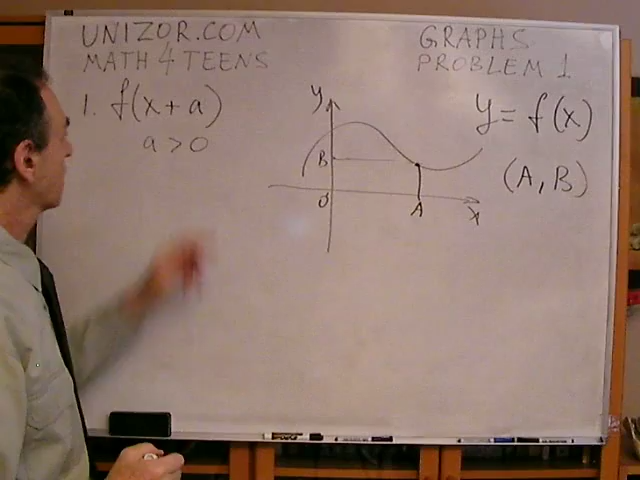 UNIZOR.COM
MATH 4 TEENS
GRAPHS
PROBLEM 1
1. f(x+a)
a>0
y
B
0
A
x
y = f(x)
(A, B)